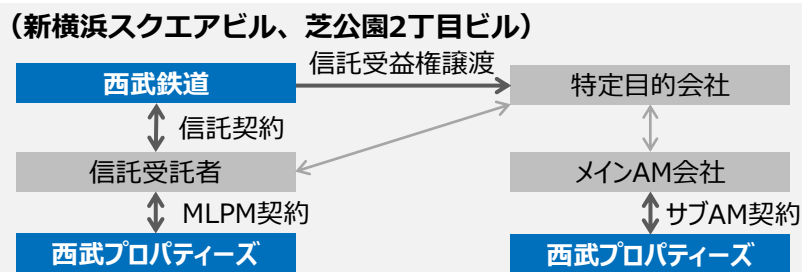 （新横浜スクエアビル、芝公園2丁目ビル）
信託受益権譲渡
西武鉄道
特定目的会社
信託契約
信託受託者
メインAM会社
MLPM契約
サブAM契約
西武プロパティーズ
西武プロパティーズ